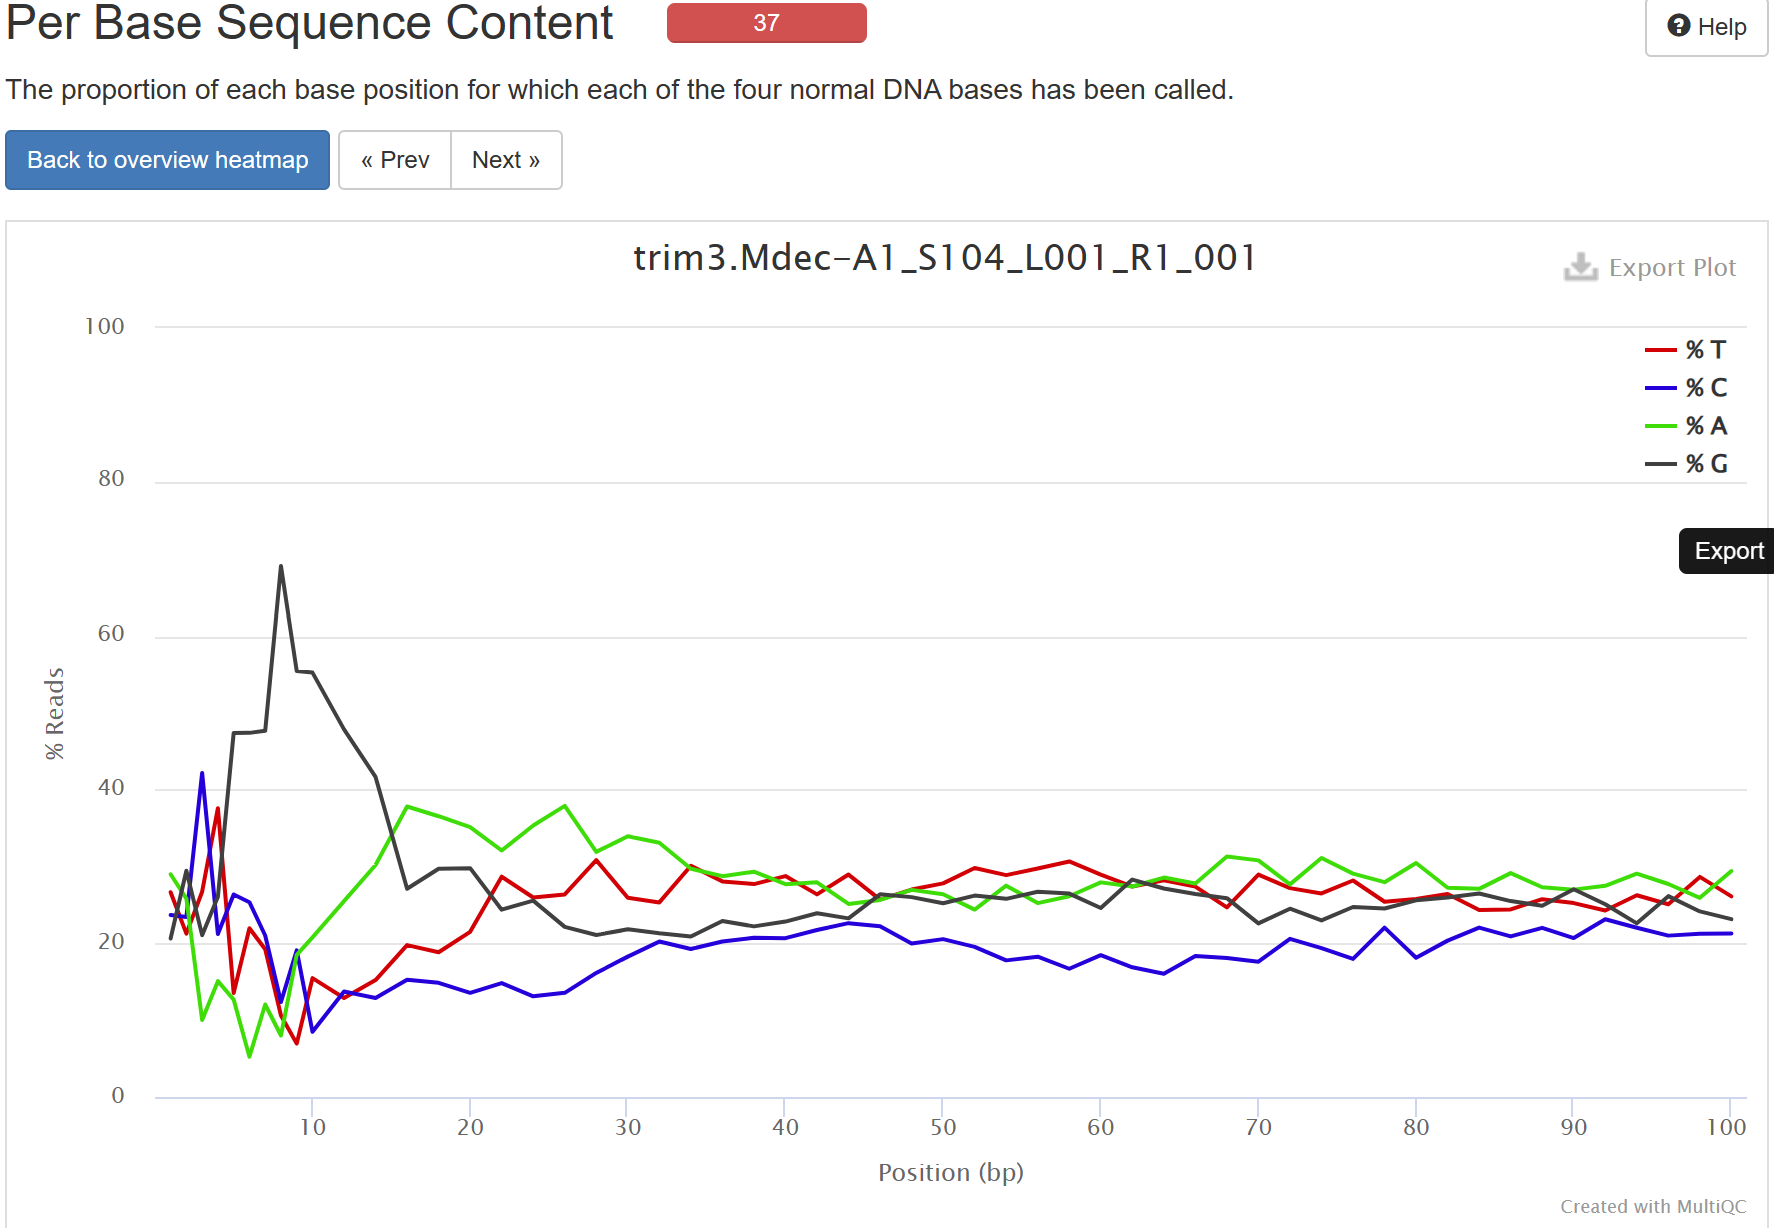 Per Base Sequence Content 37
Help
The proportion of each base position for which each of the four normal DNA bases has been called.
Back to overview heatmap « Prev Next »
trim3.Mdec-A1_S104_L001_R1_001
Export Plot
% T
% C
% A
% G
Export
% Reads
100
80
60
40
20
0
10 20 30 40 50 60 70 80 90 100
Position (bp)
Created with MultiQC